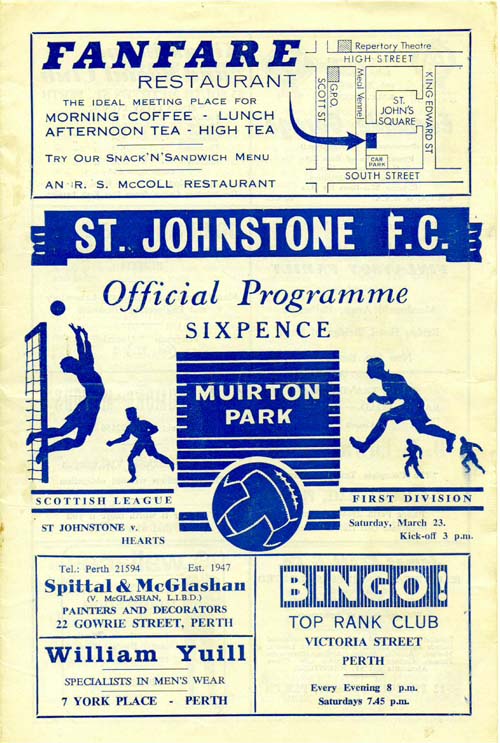 FANFARE
RESTAURANT
THE IDEAL MEETING PLACE FOR
MORNING COFFEE - LUNCH
AFTERNOON TEA - HIGH TEA
TRY OUR SNACK'N'SANDWICH MENU
AN R. S. MCCOLL RESTAURANT
Repertory Theatre
HIGH STREET
SCOTT ST
G.P.O.
Meal Vennel
ST. JOHN'S
SQUARE
KING EDWARD ST
CAR
PARK
SOUTH STREET
ST. JOHNSTONE F.C.
Official Programme
SIXPENCE
MUIRTON
PARK
SCOTTISH LEAGUE
FIRST DIVISION
ST JOHNSTONE v.
HEARTS
Saturday, March 23.
Kick-off 3 p.m.
Tel.: Perth 21594 Est. 1947
Spittal & McGlashan
(V. McGLASHAN, L.I.B.D.)
PAINTERS AND DECORATORS
22 GOWRIE STREET, PERTH
William Yuill
SPECIALISTS IN MEN'S WEAR
7 YORK PLACE - PERTH
BINGO!
TOP RANK CLUB
VICTORIA STREET
PERTH
Every Evening 8 p.m.
Saturdays 7.45 p.m.